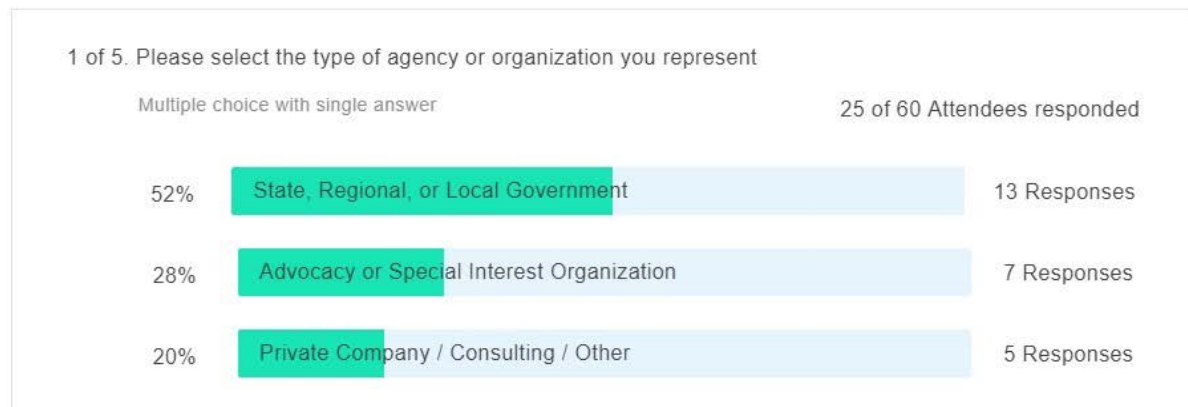 1 of 5. Please select the type of agency or organization you represent
Multiple choice with single answer
25 of 60 Attendees responded
52% State, Regional, or Local Government 13 Responses
28% Advocacy or Special Interest Organization 7 Responses
20% Private Company / Consulting / Other 5 Responses